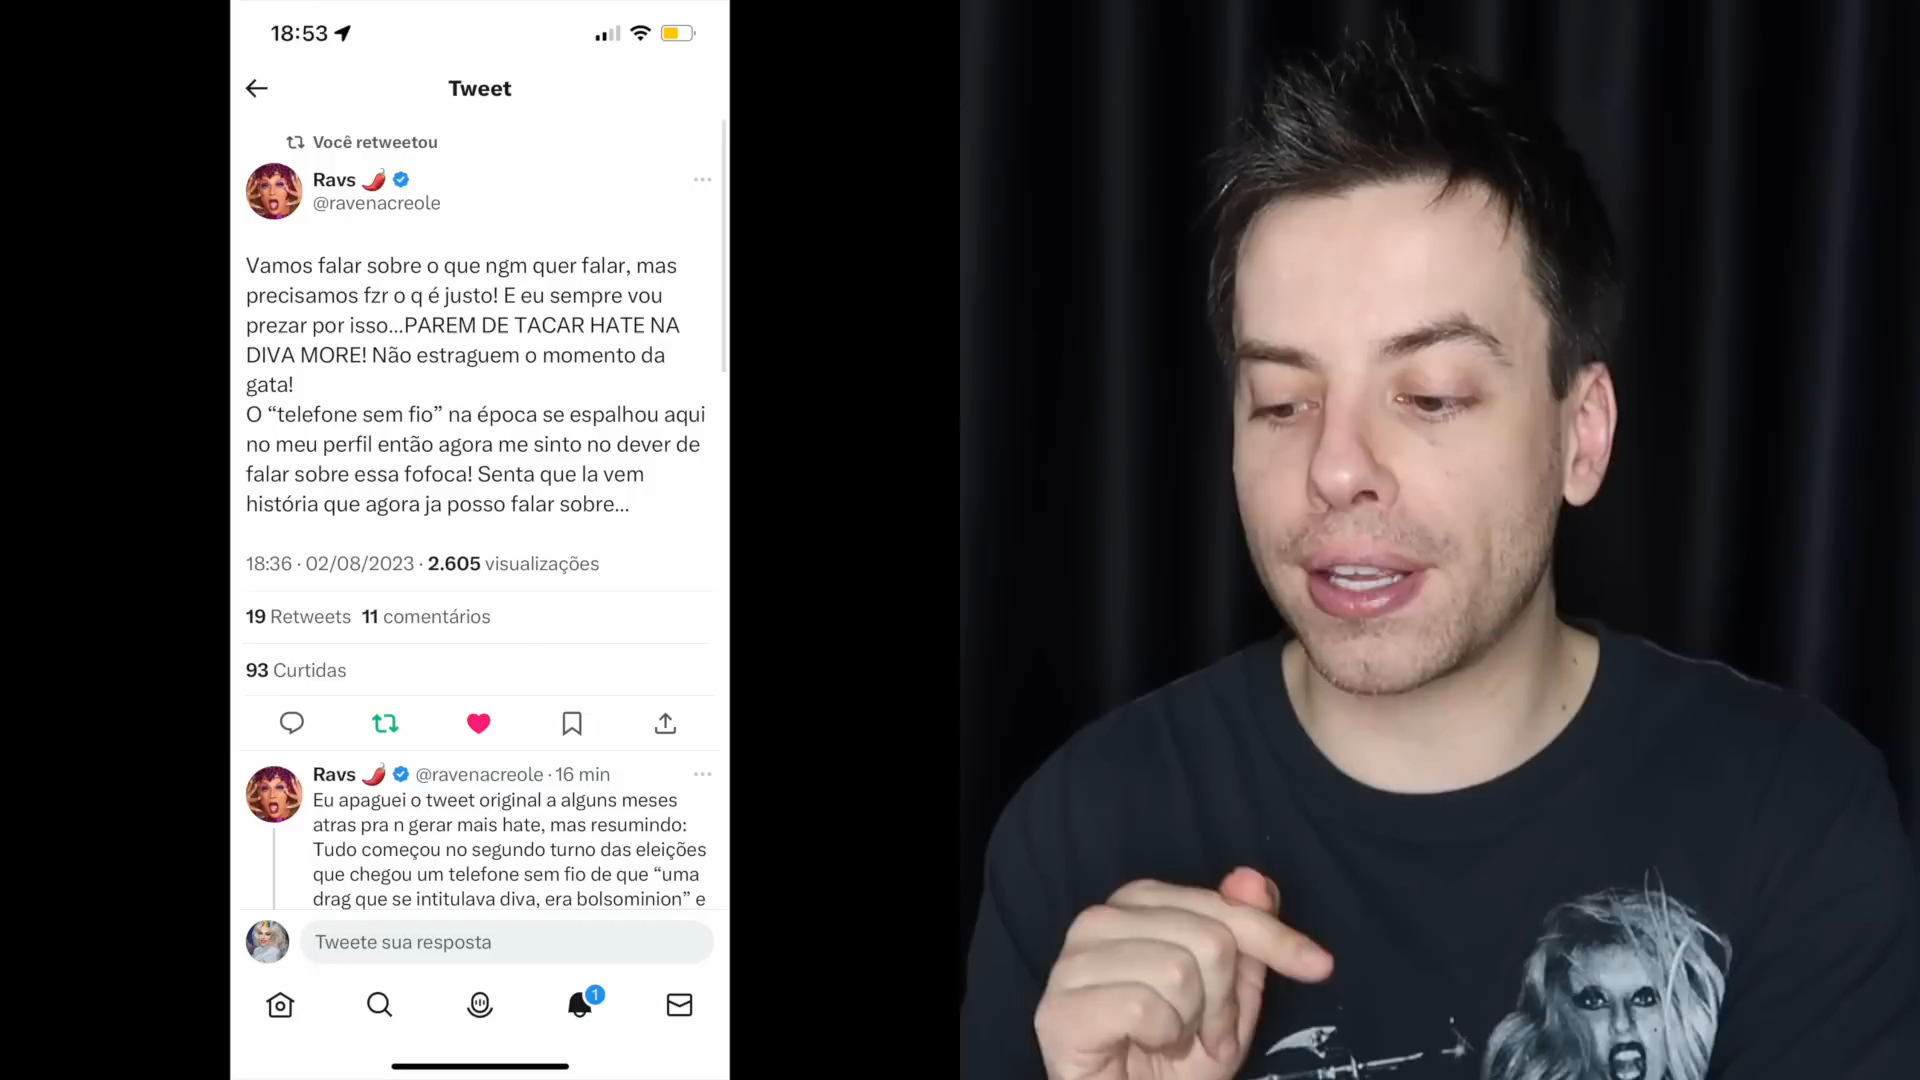 18:53
Tweet
Você retweetou
Ravs
@ravenacreole
Vamos falar sobre o que ngm quer falar, mas
precisamos fzr o q é justo! E eu sempre vou
prezar por isso...PAREM DE TACAR HATE NA
DIVA MORE! Não estraguem o momento da
gata!
O “telefone sem fio” na época se espalhou aqui
no meu perfil então agora me sinto no dever de
falar sobre essa fofoca! Senta que la vem
história que agora ja posso falar sobre...
18:36 · 02/08/2023 · 2.605 visualizações
19 Retweets 11 comentários
93 Curtidas
Ravs @ravenacreole · 16 min
Eu apaguei o tweet original a alguns meses
atras pra n gerar mais hate, mas resumindo:
Tudo começou no segundo turno das eleições
que chegou um telefone sem fio de que “uma
drag que se intitulava diva, era bolsominion” e
Tweete sua resposta
1